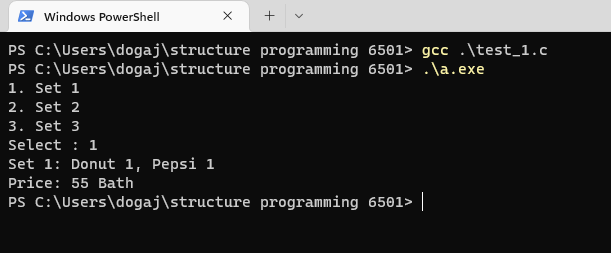 Windows PowerShell
PS C:\Users\dogaj\structure programming 6501> gcc .\test_1.c
PS C:\Users\dogaj\structure programming 6501> .\a.exe
1. Set 1
2. Set 2
3. Set 3
Select : 1
Set 1: Donut 1, Pepsi 1
Price: 55 Bath
PS C:\Users\dogaj\structure programming 6501>